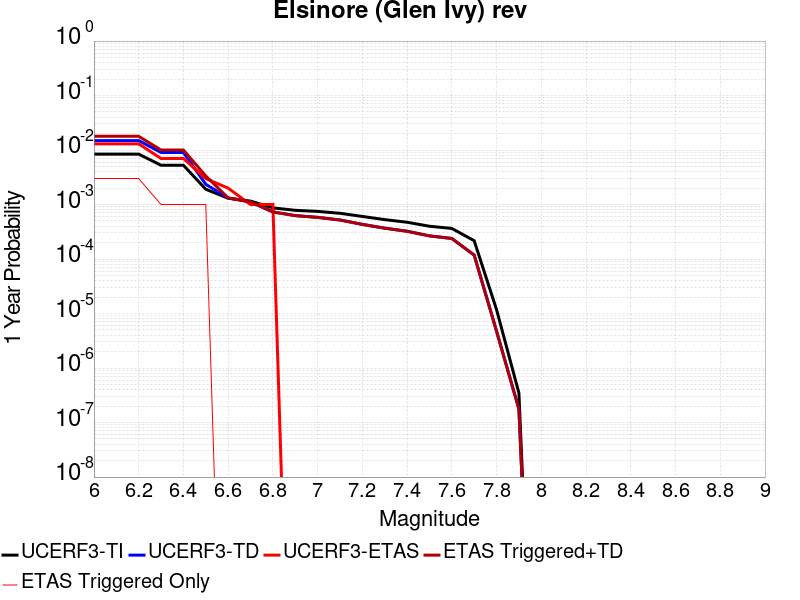 Elsinore (Glen Ivy) rev
10^0
10^-1
10^-2
10^-3
10^-4
10^-5
10^-6
10^-7
10^-8
1 Year Probability
6 6.2 6.4 6.6 6.8 7 7.2 7.4 7.6 7.8 8 8.2 8.4 8.6 8.8 9
Magnitude
UCERF3-TI UCERF3-TD UCERF3-ETAS ETAS Triggered+TD
ETAS Triggered Only